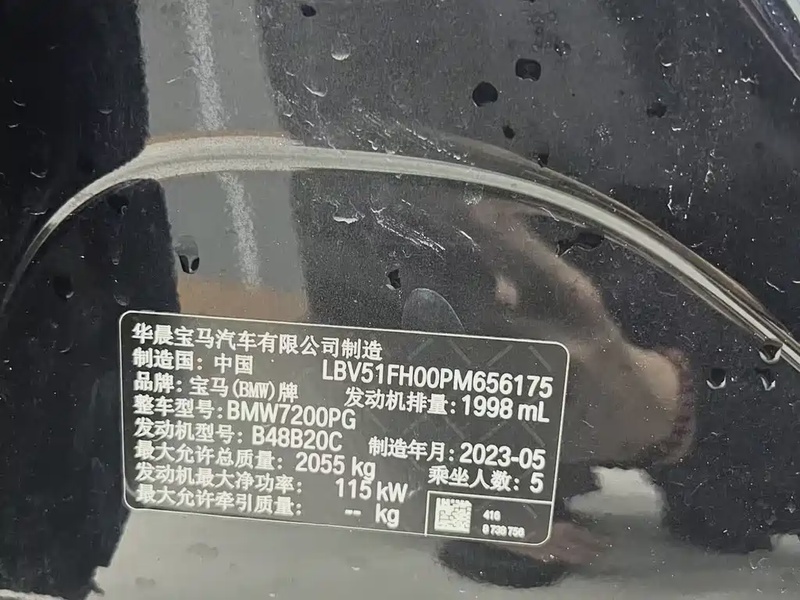 华晨宝马汽车有限公司制造
制造国: 中国 LBV51FH00PM656175
品牌: 宝马(BMW)牌 发动机排量: 1998 mL
整车型号: BMW7200PG
发动机型号: B48B20C 制造年月: 2023-05
最大允许总质量: 2055 kg 乘坐人数: 5
发动机最大净功率: 115 kW
最大允许牵引质量: -- kg
416
8 730 750